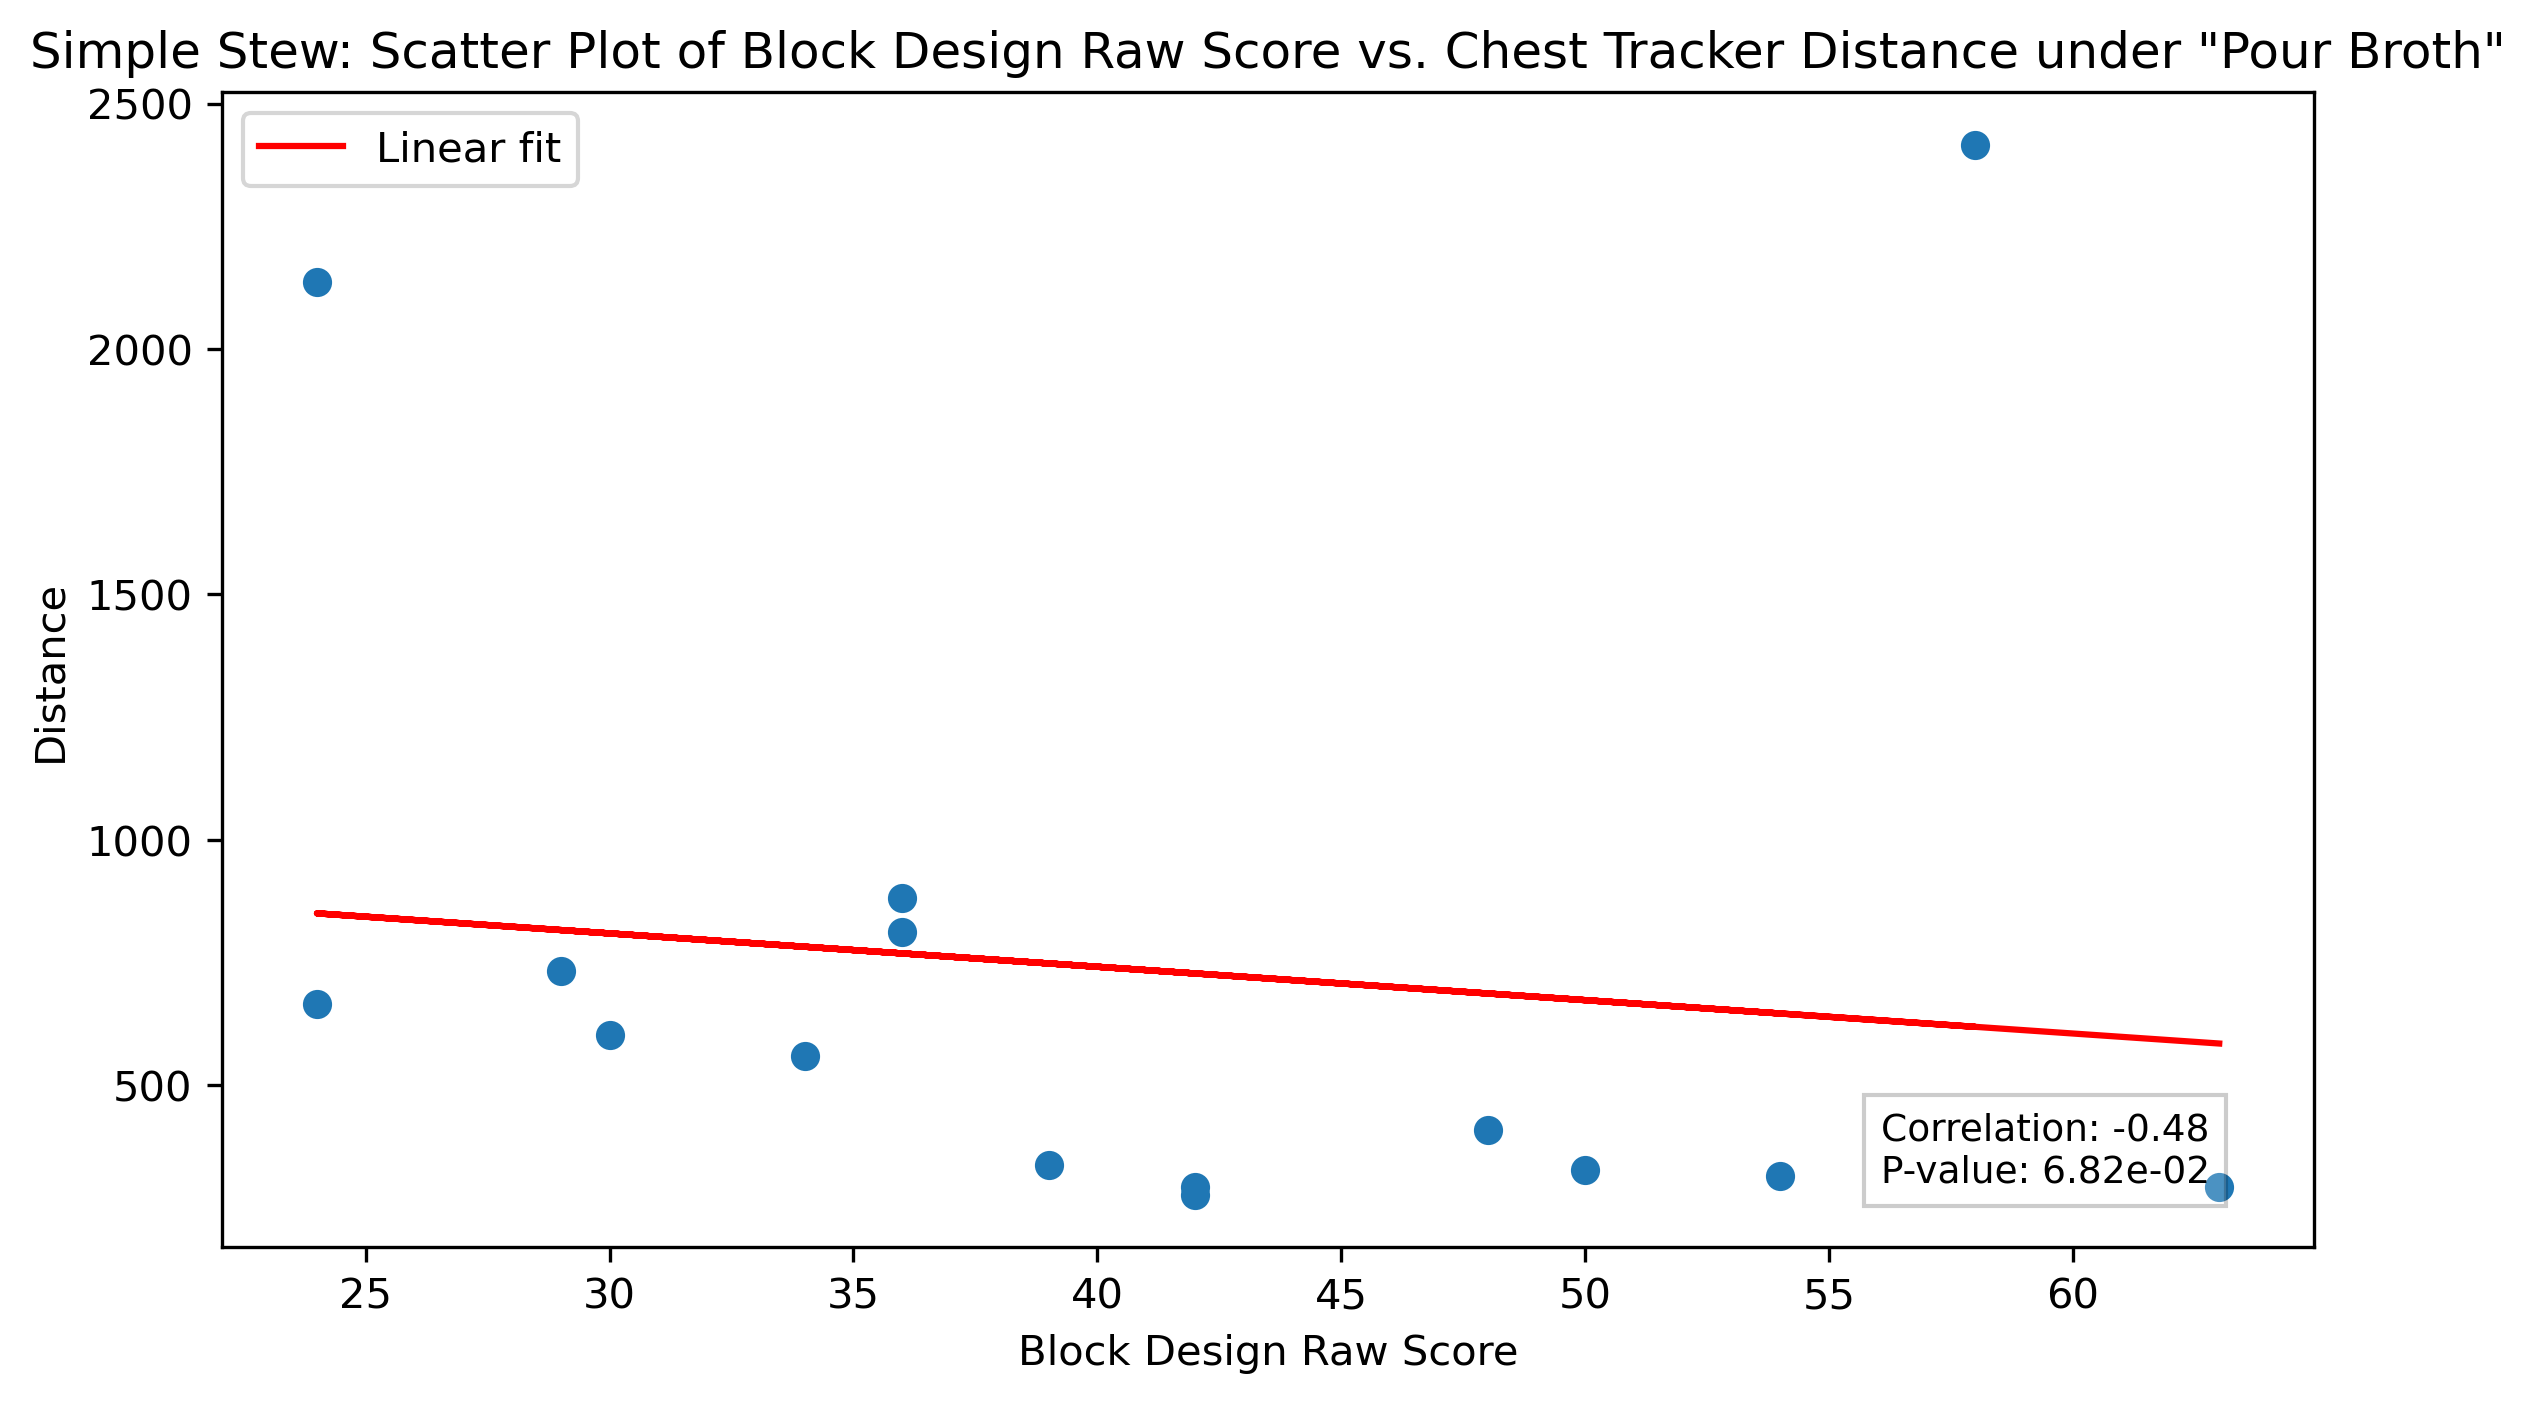 Simple Stew: Scatter Plot of Block Design Raw Score vs. Chest Tracker Distance under "Pour Broth"
Linear fit
2500
2000
1500
1000
500
Distance
Correlation: -0.48
P-value: 6.82e-02
25 30 35 40 45 50 55 60
Block Design Raw Score